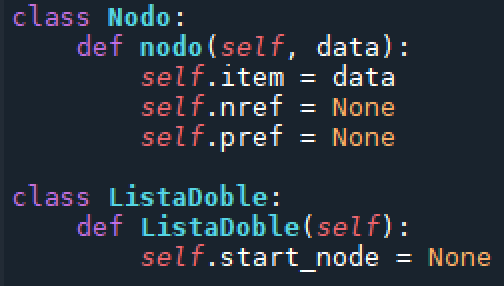 class Nodo:
    def nodo(self, data):
        self.item = data
        self.nref = None
        self.pref = None

class ListaDoble:
    def ListaDoble(self):
        self.start_node = None